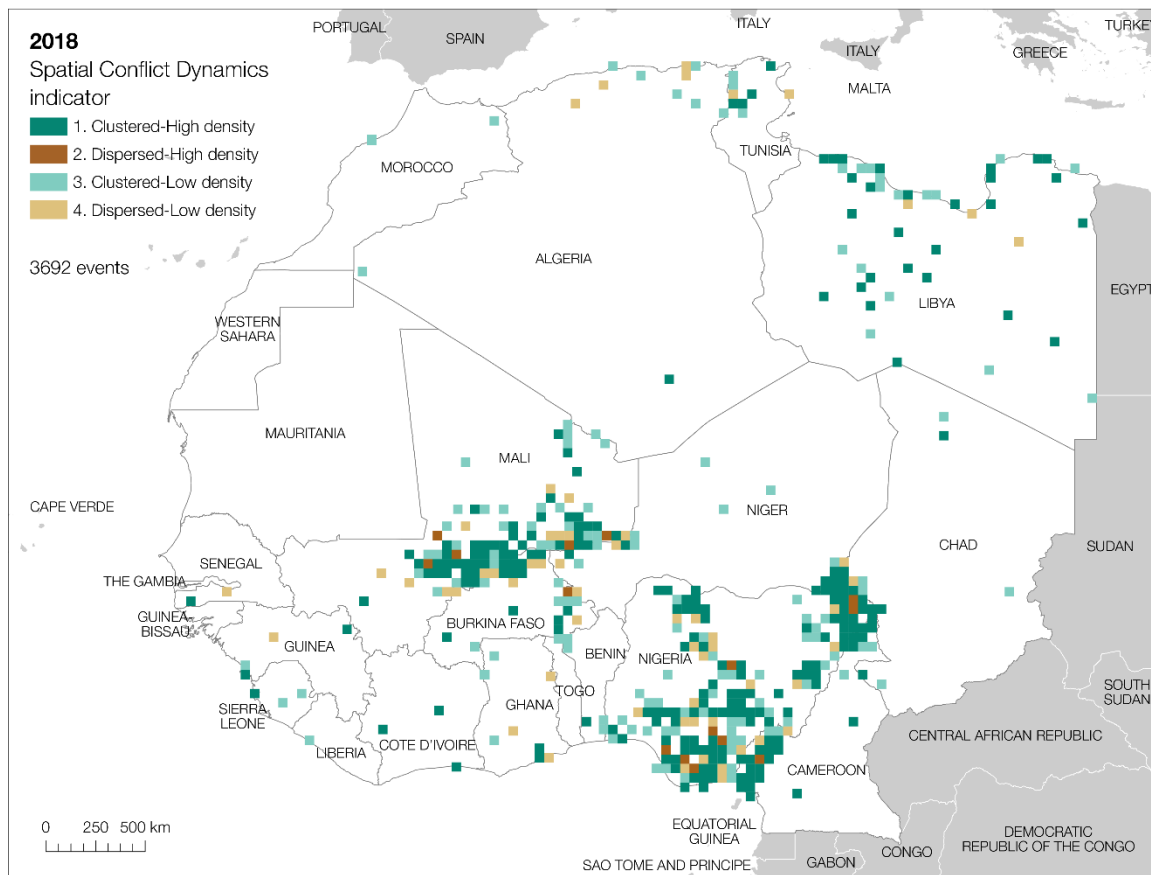 2018
Spatial Conflict Dynamics
indicator
1. Clustered-High density
2. Dispersed-High density
3. Clustered-Low density
4. Dispersed-Low density
3692 events
PORTUGAL
SPAIN
ITALY
ITALY
GREECE
TURKEY
MALTA
MOROCCO
TUNISIA
ALGERIA
LIBYA
EGYPT
WESTERN
SAHARA
MAURITANIA
MALI
NIGER
CHAD
SUDAN
CAPE VERDE
SENEGAL
THE GAMBIA
GUINEA
BISSAU
GUINEA
BURKINA FASO
BENIN
NIGERIA
SIERRA
LEONE
LIBERIA
COTE D'IVOIRE
GHANA
TOGO
SOUTH
SUDAN
CENTRAL AFRICAN REPUBLIC
CAMEROON
EQUATORIAL
GUINEA
SAO TOME AND PRINCIPE
GABON
CONGO
DEMOCRATIC
REPUBLIC OF THE CONGO
0 250 500 km